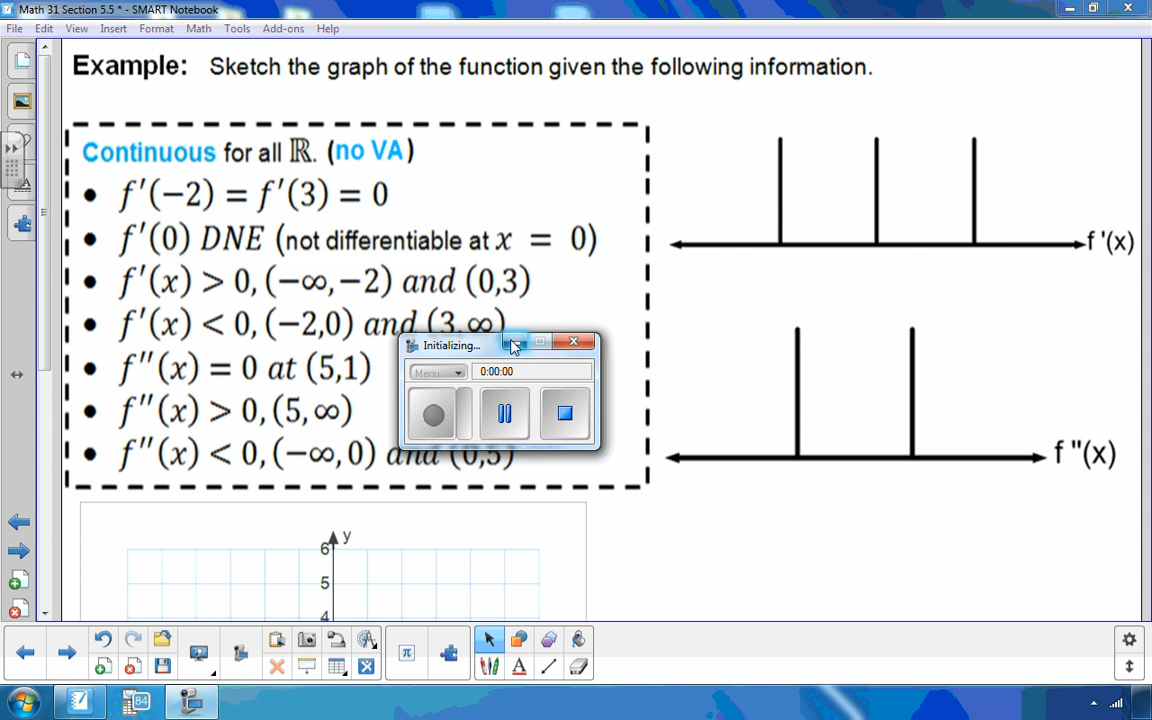 Math 31 Section 5.5 * - SMART Notebook
File Edit View Insert Format Math Tools Add-ons Help
Example: Sketch the graph of the function given the following information.
Continuous for all ℝ. (no VA)
• f′(−2) = f′(3) = 0
• f′(0) DNE (not differentiable at x = 0)
• f′(x) > 0, (−∞, −2) and (0,3)
• f′(x) < 0, (−2,0) and (3,∞)
• f″(x) = 0 at (5,1)
• f″(x) > 0, (5,∞)
• f″(x) < 0, (−∞, 0) and (0,5)
f '(x)
f "(x)
Initializing...
Menu 0:00:00
y
6
5
4
π A
84